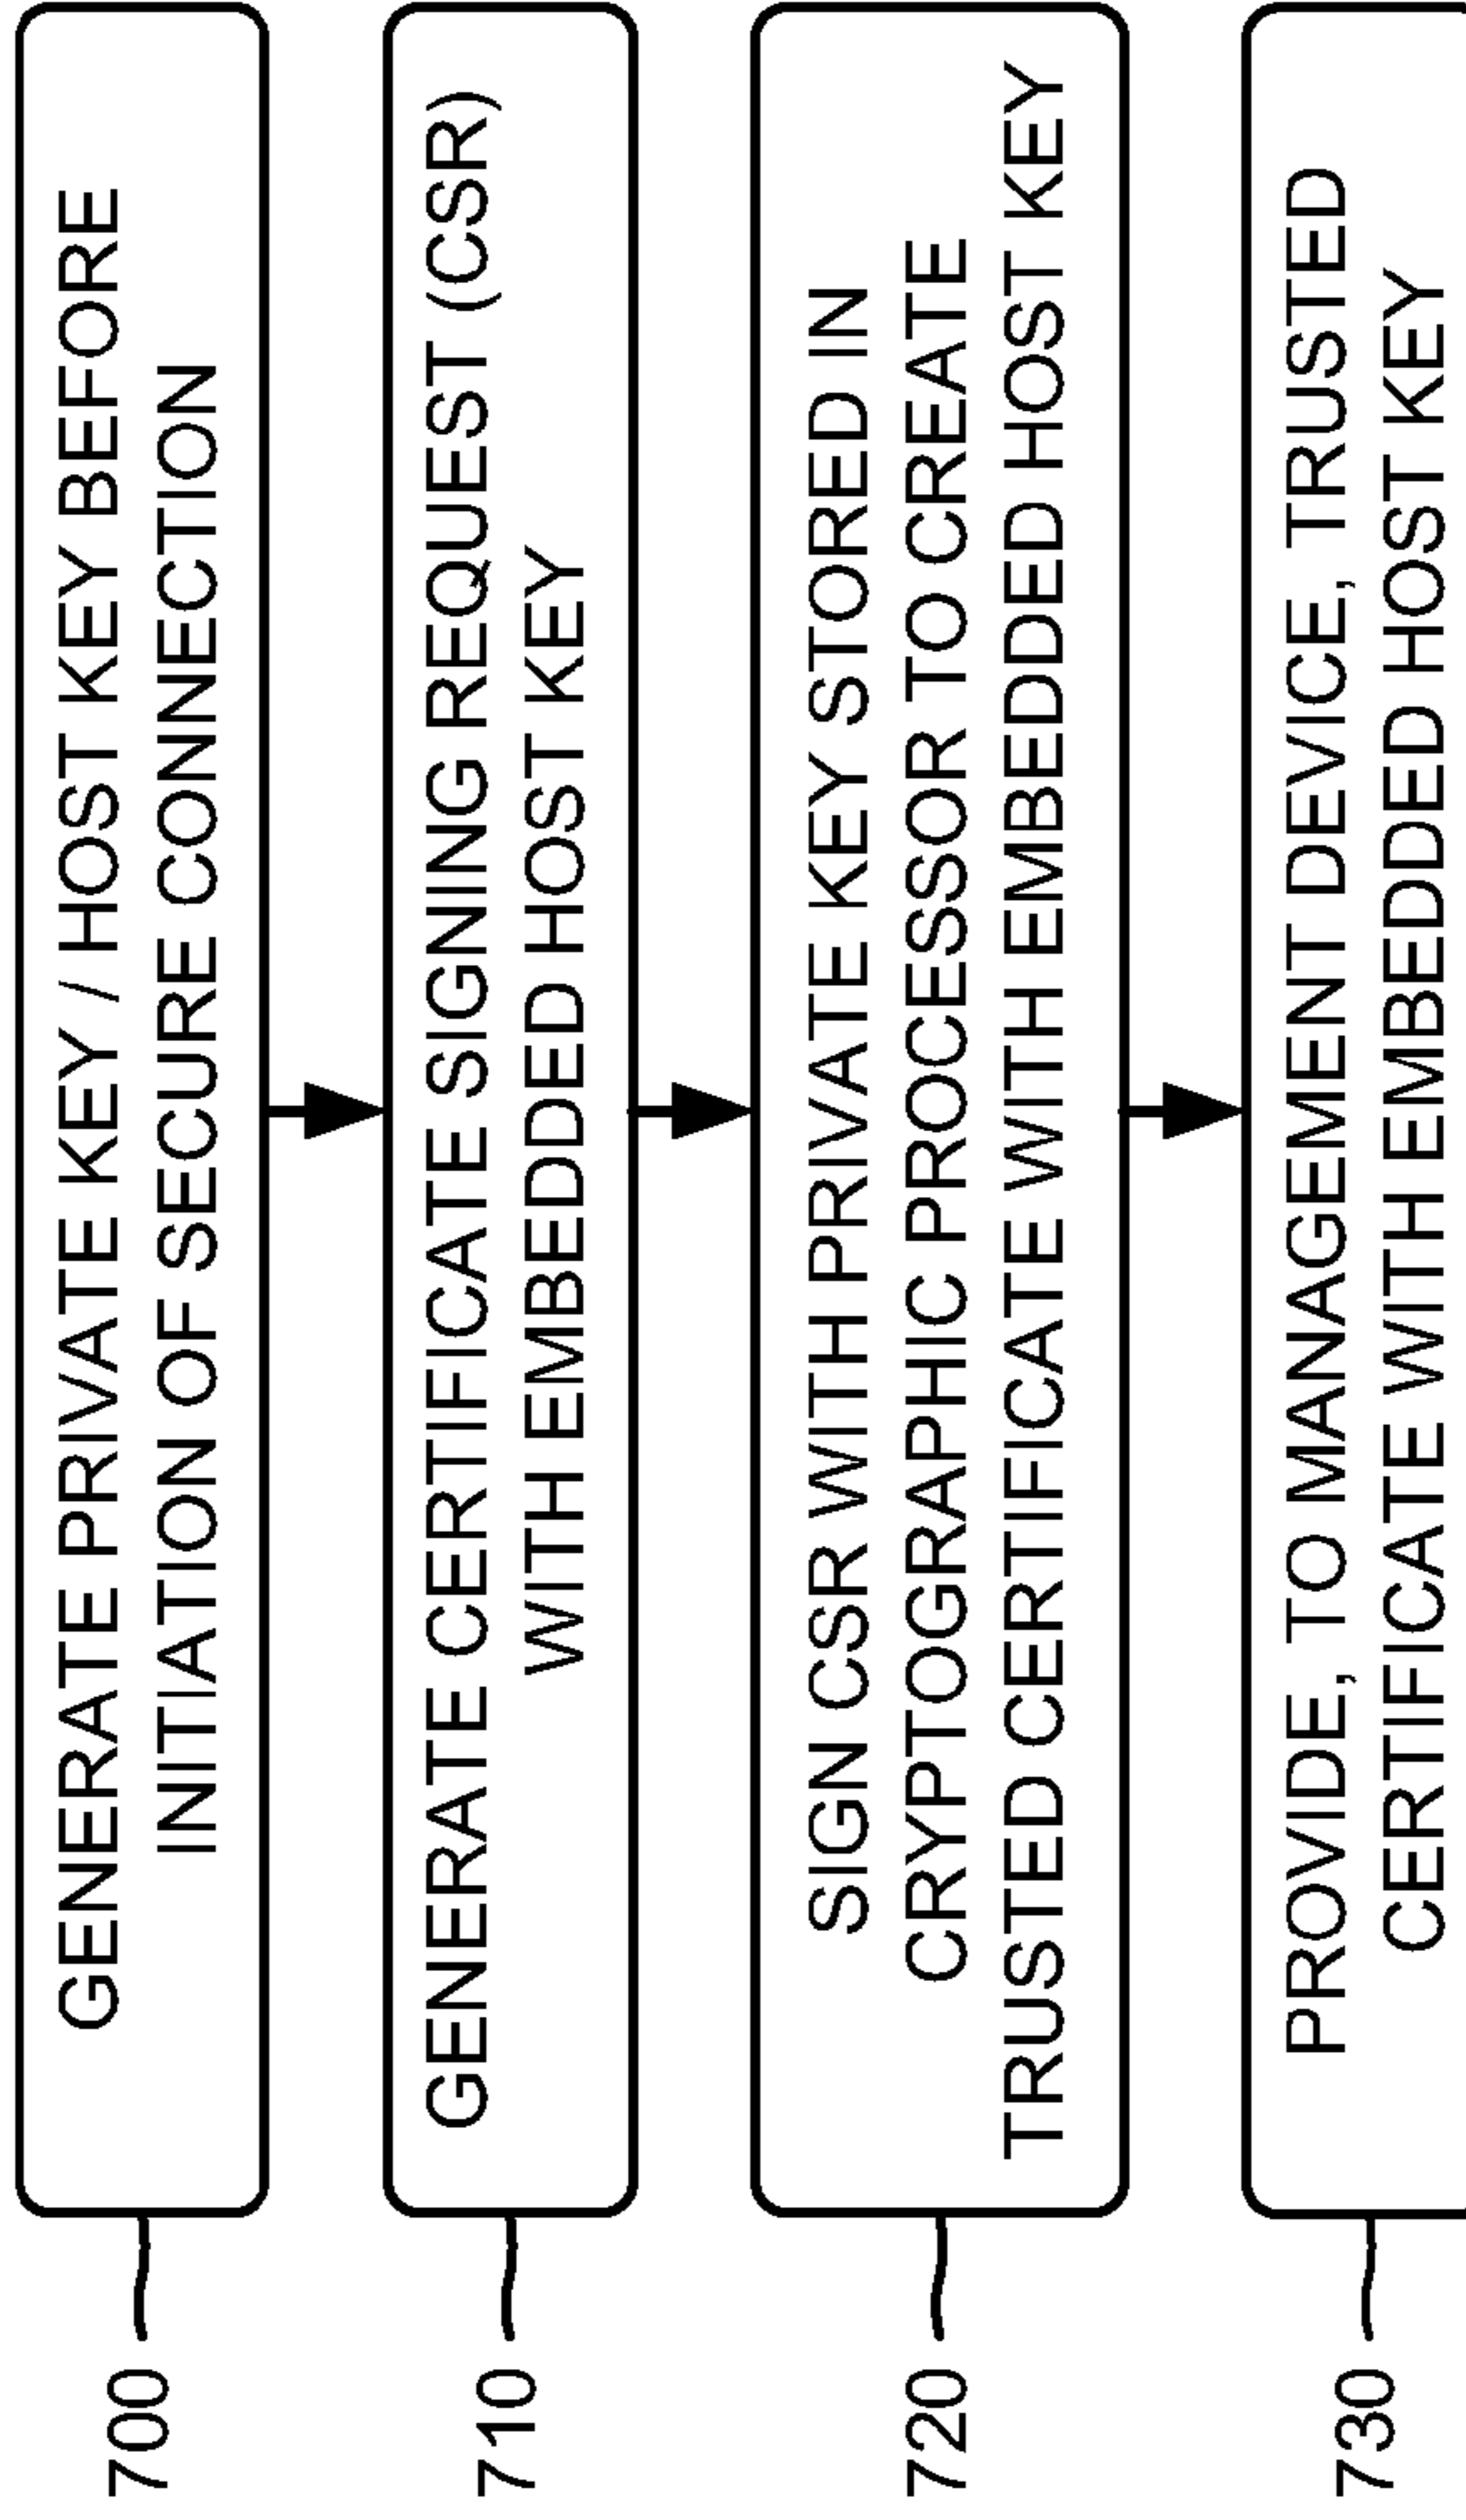 700
GENERATE PRIVATE KEY / HOST KEY BEFORE
INITIATION OF SECURE CONNECTION
710
GENERATE CERTIFICATE SIGNING REQUEST (CSR)
WITH EMBEDDED HOST KEY
720
SIGN CSR WITH PRIVATE KEY STORED IN
CRYPTOGRAPHIC PROCESSOR TO CREATE
TRUSTED CERTIFICATE WITH EMBEDDED HOST KEY
730
PROVIDE, TO MANAGEMENT DEVICE, TRUSTED
CERTIFICATE WITH EMBEDDED HOST KEY